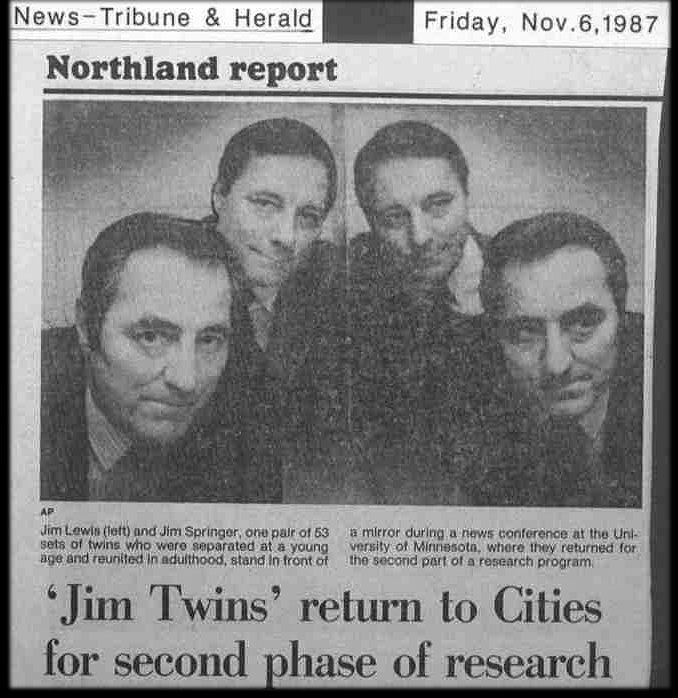 News-Tribune & Herald
Friday, Nov.6,1987
Northland report
AP
Jim Lewis (left) and Jim Springer, one pair of 53
sets of twins who were separated at a young
age and reunited in adulthood, stand in front of
a mirror during a news conference at the Uni-
versity of Minnesota, where they returned for
the second part of a research program.
‘Jim Twins’ return to Cities
for second phase of research